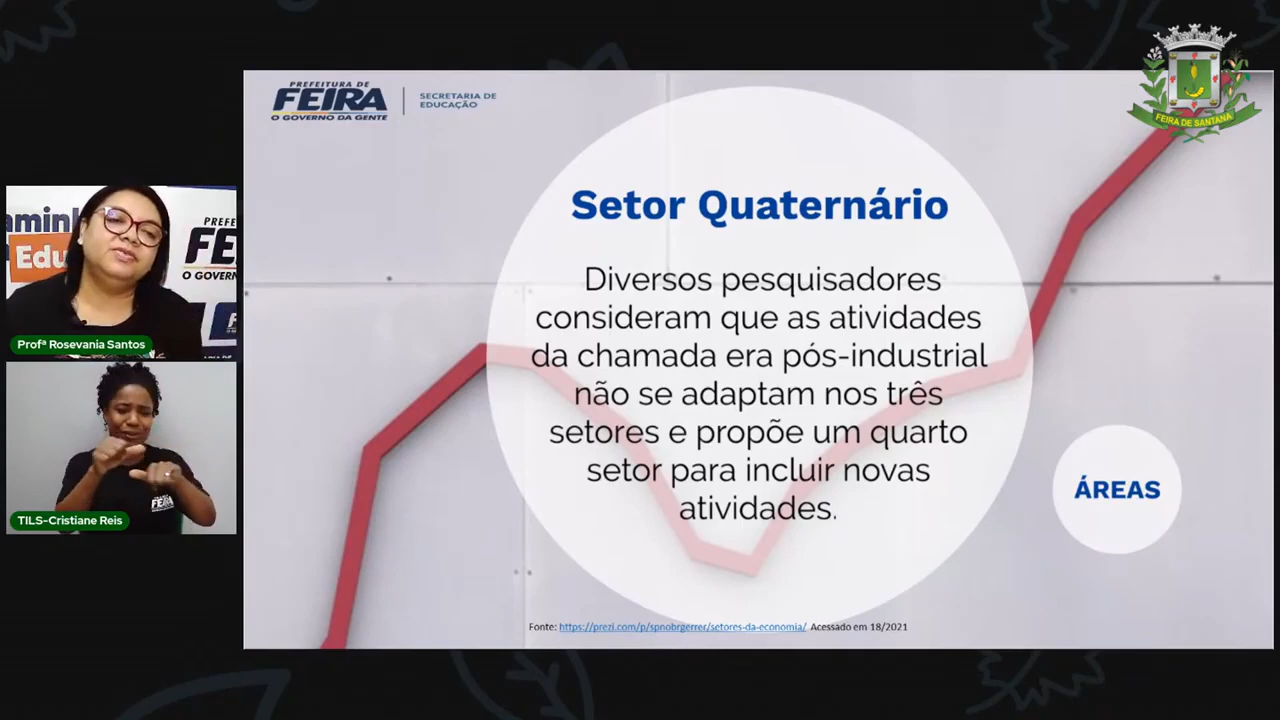 PREFEITURA DE
FEIRA
O GOVERNO DA GENTE
SECRETARIA DE
EDUCAÇÃO
FEIRA DE SANTANA
Setor Quaternário
Diversos pesquisadores
consideram que as atividades
da chamada era pós-industrial
não se adaptam nos três
setores e propõe um quarto
setor para incluir novas
atividades.
ÁREAS
Fonte: https://prezi.com/p/spnobrgerrer/setores-da-economia/ Acessado em 18/2021
aminh
Edu
PREF
FE
O GOVERN
Profª Rosevania Santos
FEIRA
TILS-Cristiane Reis